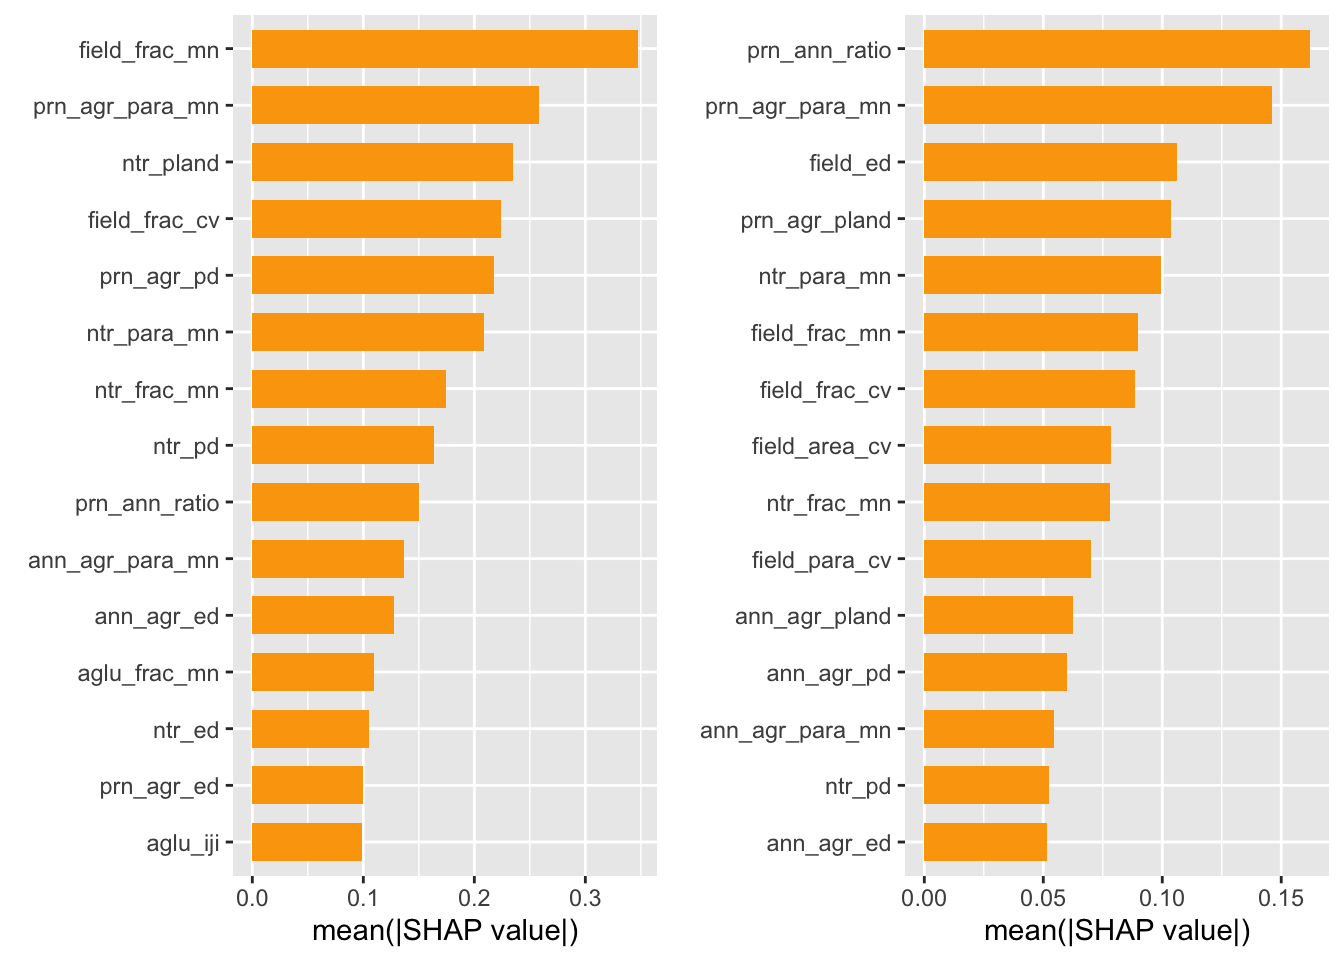 field_frac_mn
prn_agr_para_mn
ntr_pland
field_frac_cv
prn_agr_pd
ntr_para_mn
ntr_frac_mn
ntr_pd
prn_ann_ratio
ann_agr_para_mn
ann_agr_ed
aglu_frac_mn
ntr_ed
prn_agr_ed
aglu_iji
0.0 0.1 0.2 0.3
mean(|SHAP value|)
prn_ann_ratio
prn_agr_para_mn
field_ed
prn_agr_pland
ntr_para_mn
field_frac_mn
field_frac_cv
field_area_cv
ntr_frac_mn
field_para_cv
ann_agr_pland
ann_agr_pd
ann_agr_para_mn
ntr_pd
ann_agr_ed
0.00 0.05 0.10 0.15
mean(|SHAP value|)